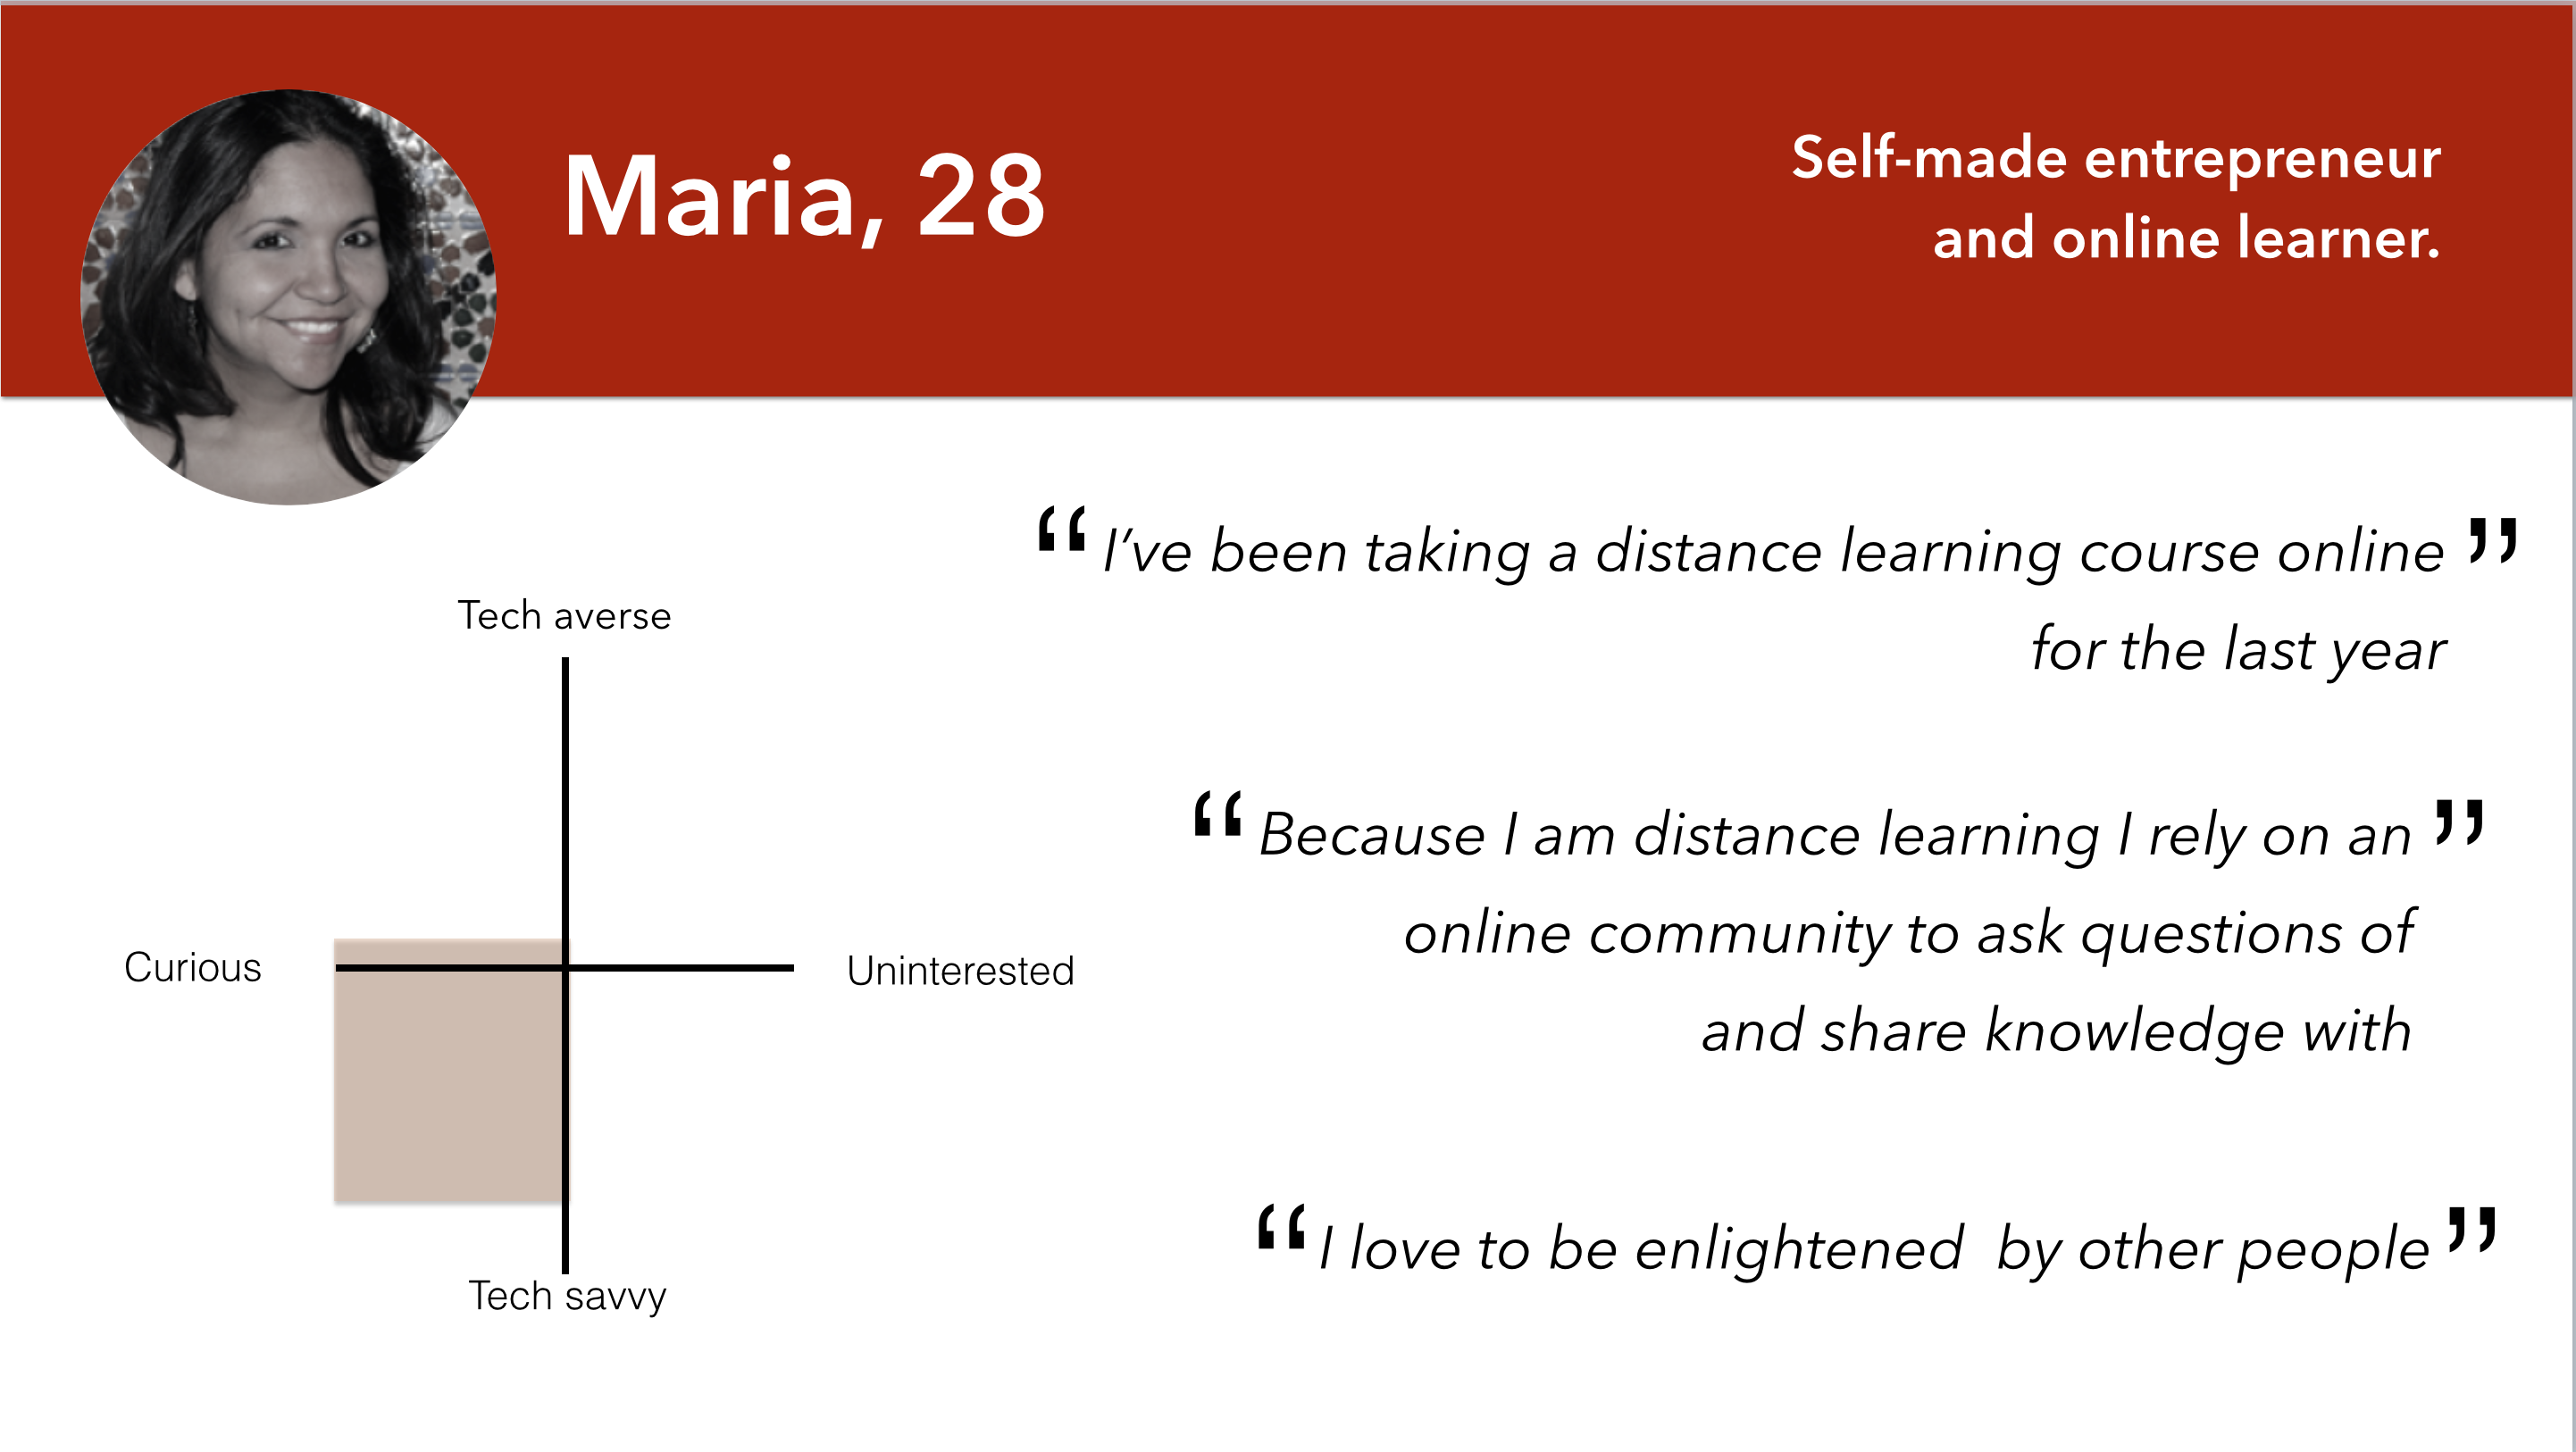 Maria, 28
Self-made entrepreneur
and online learner.
“ I’ve been taking a distance learning course online ”
for the last year
“ Because I am distance learning I rely on an ”
online community to ask questions of
and share knowledge with
“ I love to be enlightened  by other people ”
Tech averse
Curious
Uninterested
Tech savvy